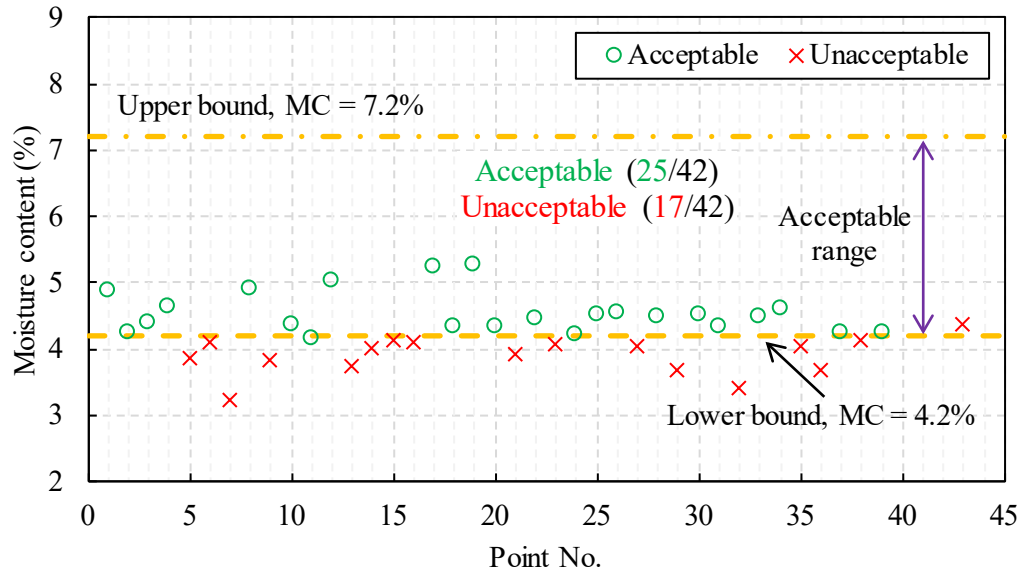 9
8
7
6
5
4
3
2
Moisture content (%)
Acceptable
Unacceptable
Upper bound, MC = 7.2%
Acceptable (25/42)
Unacceptable (17/42)
Acceptable
range
Lower bound, MC = 4.2%
0 5 10 15 20 25 30 35 40 45
Point No.